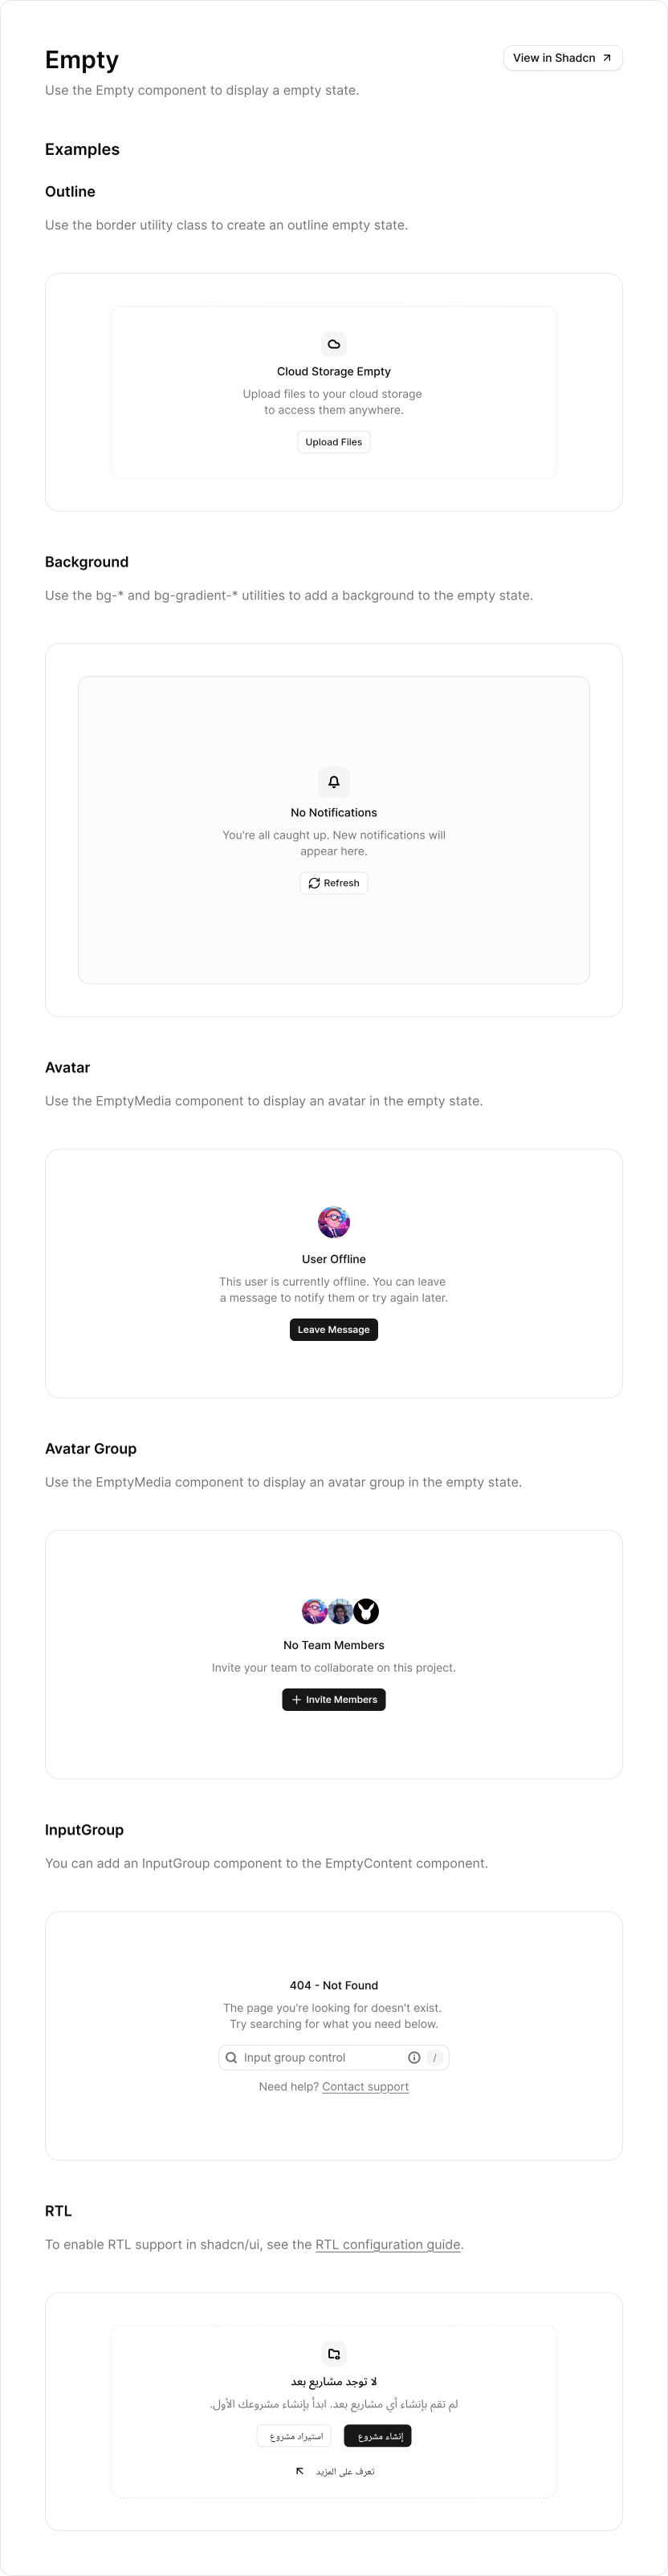 Empty
View in Shadcn
Use the Empty component to display a empty state.
Examples
Outline
Use the border utility class to create an outline empty state.
Cloud Storage Empty
Upload files to your cloud storage
to access them anywhere.
Upload Files
Background
Use the bg-* and bg-gradient-* utilities to add a background to the empty state.
No Notifications
You're all caught up. New notifications will
appear here.
Refresh
Avatar
Use the EmptyMedia component to display an avatar in the empty state.
User Offline
This user is currently offline. You can leave
a message to notify them or try again later.
Leave Message
Avatar Group
Use the EmptyMedia component to display an avatar group in the empty state.
No Team Members
Invite your team to collaborate on this project.
Invite Members
InputGroup
You can add an InputGroup component to the EmptyContent component.
404 - Not Found
The page you're looking for doesn't exist.
Try searching for what you need below.
Input group control
/
Need help? Contact support
RTL
To enable RTL support in shadcn/ui, see the RTL configuration guide.
لا توجد مشاريع بعد
لم تقم بإنشاء أي مشاريع بعد. ابدأ بإنشاء مشروعك الأول.
إنشاء مشروع
استيراد مشروع
تعرف على المزيد